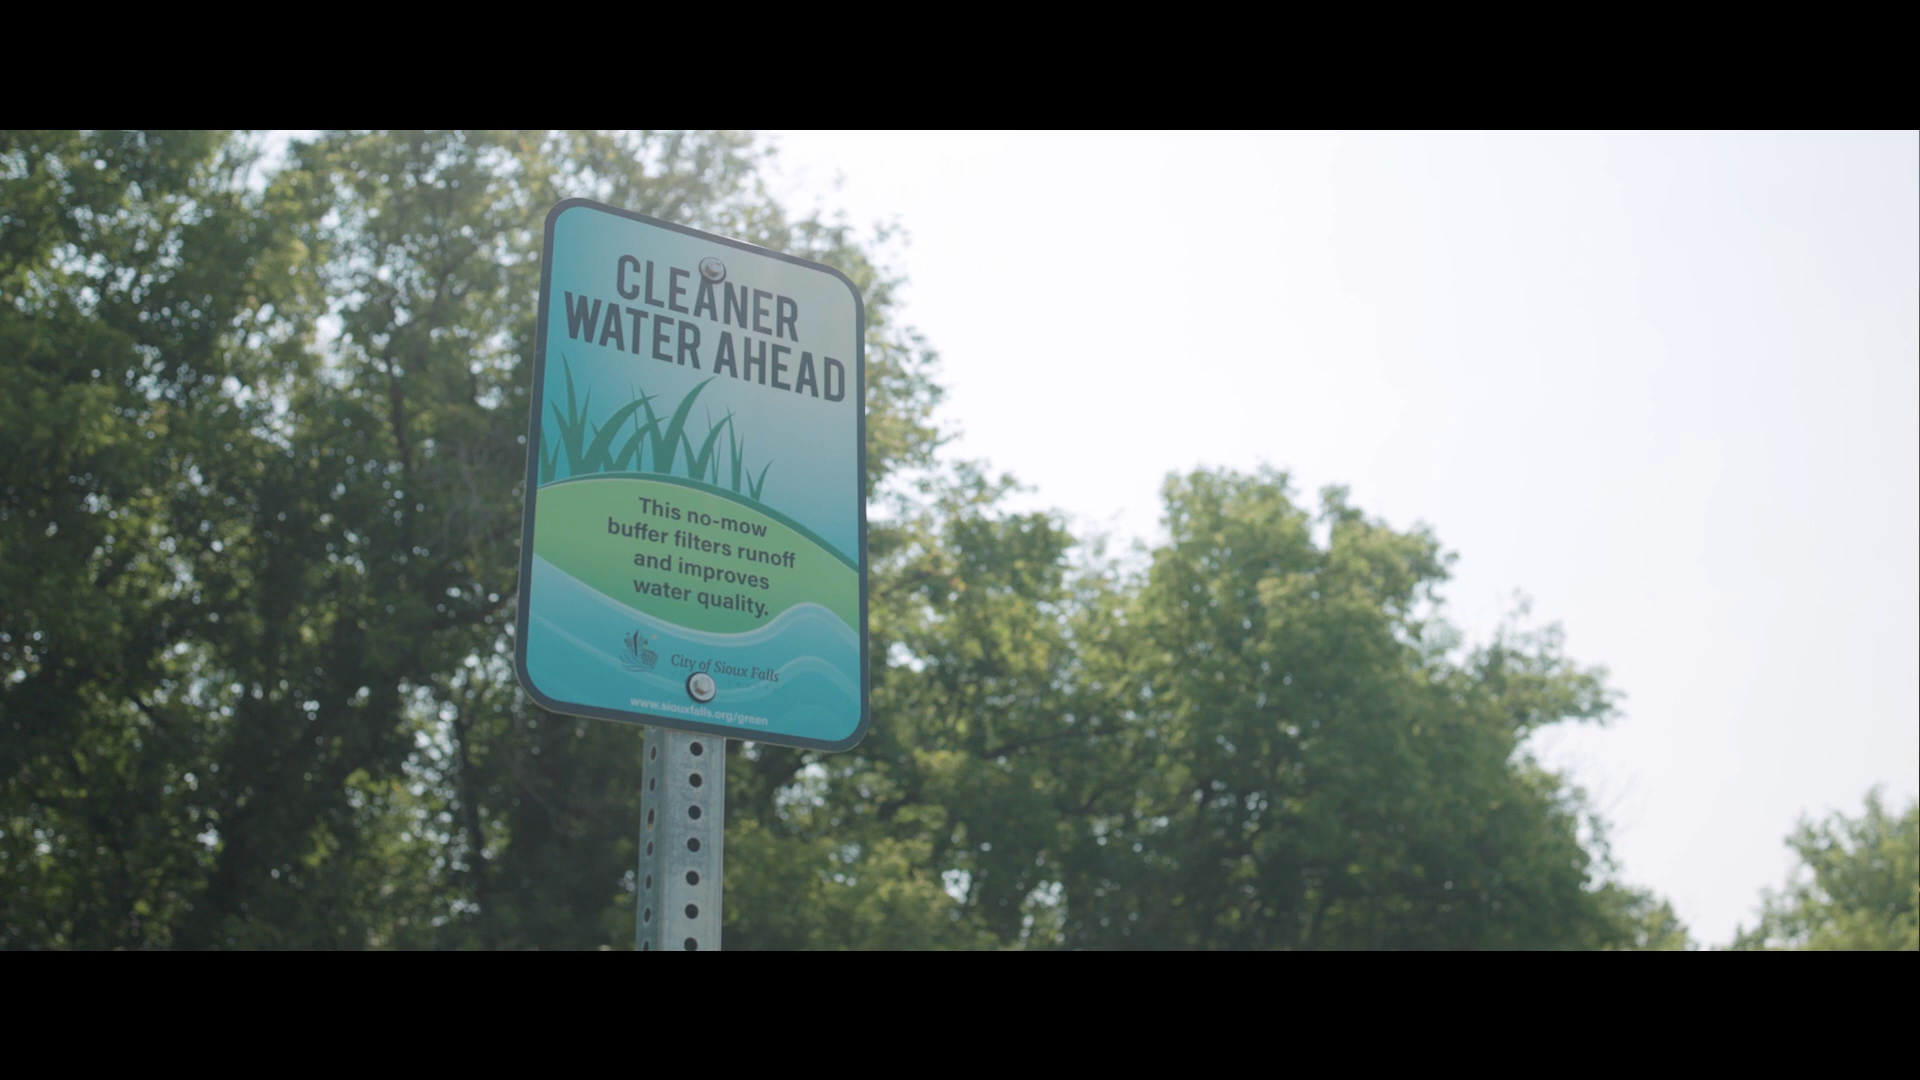 CLEANER
WATER AHEAD
This no-mow
buffer filters runoff
and improves
water quality.
City of Sioux Falls
www.siouxfalls.org/green